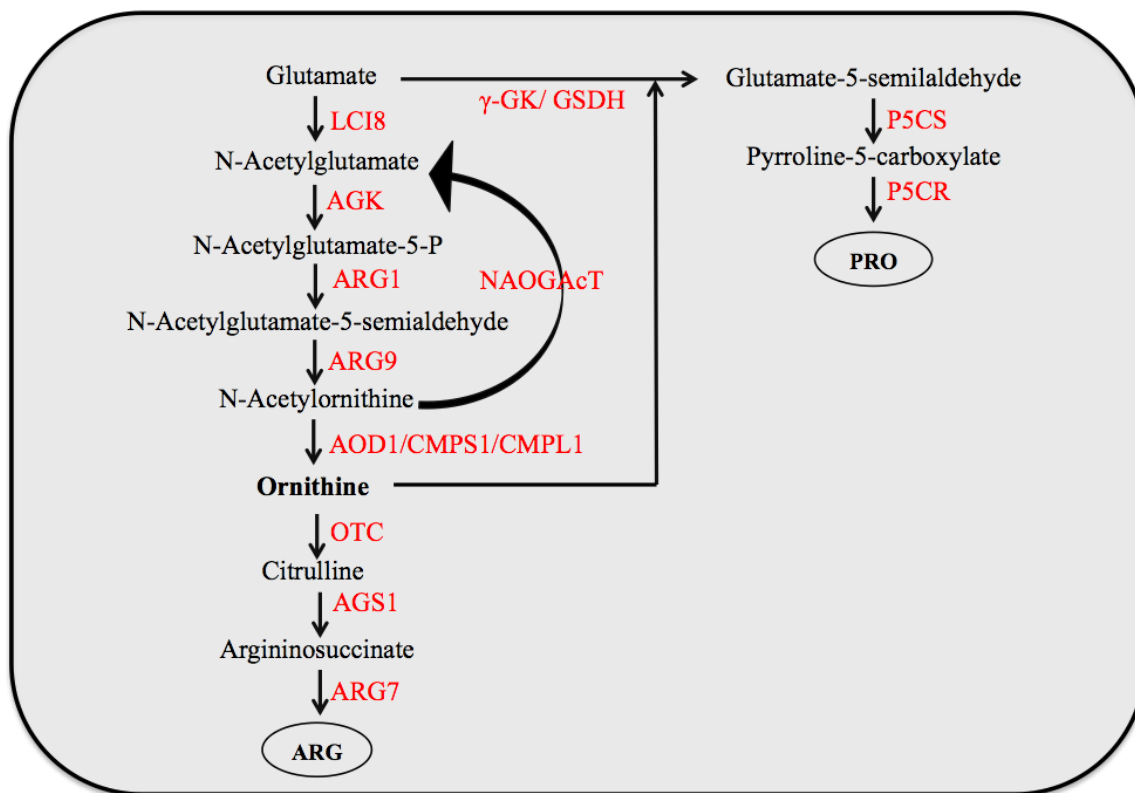 Glutamate
γ-GK/ GSDH
Glutamate-5-semilaldehyde
LCI8
P5CS
N-Acetylglutamate
Pyrroline-5-carboxylate
AGK
P5CR
N-Acetylglutamate-5-P
PRO
ARG1
NAOGAcT
N-Acetylglutamate-5-semialdehyde
ARG9
N-Acetylornithine
AOD1/CMPS1/CMPL1
Ornithine
OTC
Citrulline
AGS1
Argininosuccinate
ARG7
ARG